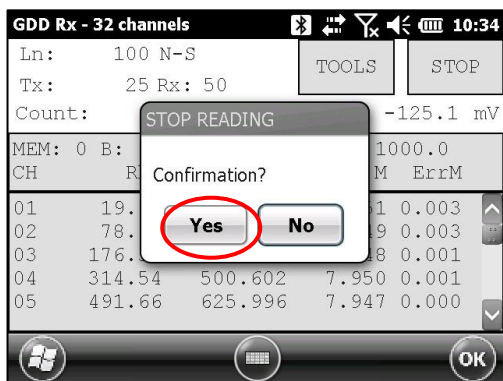 GDD Rx - 32 channels 10:34
Ln: 100 N-S
TOOLS STOP
Tx: 25 Rx: 50
Count: -125.1 mV
STOP READING
Confirmation?
Yes No
MEM: 0 B: 1000.0
CH ErrM
01 19. 0.003
02 78. 0.003
03 176. 0.001
04 314.54 500.602 7.950 0.001
05 491.66 625.996 7.947 0.000
OK